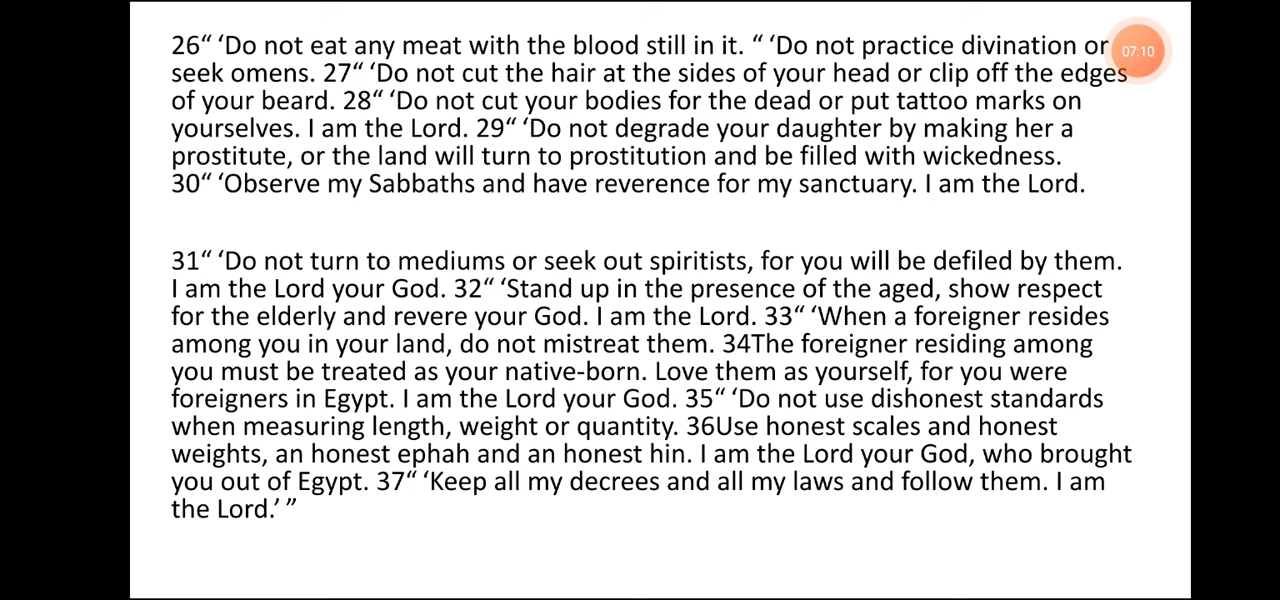 26“ ‘Do not eat any meat with the blood still in it. “ ‘Do not practice divination or
07:10
seek omens. 27“ ‘Do not cut the hair at the sides of your head or clip off the edges
of your beard. 28“ ‘Do not cut your bodies for the dead or put tattoo marks on
yourselves. I am the Lord. 29“ ‘Do not degrade your daughter by making her a
prostitute, or the land will turn to prostitution and be filled with wickedness.
30“ ‘Observe my Sabbaths and have reverence for my sanctuary. I am the Lord.
31“ ‘Do not turn to mediums or seek out spiritists, for you will be defiled by them.
I am the Lord your God. 32“ ‘Stand up in the presence of the aged, show respect
for the elderly and revere your God. I am the Lord. 33“ ‘When a foreigner resides
among you in your land, do not mistreat them. 34The foreigner residing among
you must be treated as your native-born. Love them as yourself, for you were
foreigners in Egypt. I am the Lord your God. 35“ ‘Do not use dishonest standards
when measuring length, weight or quantity. 36Use honest scales and honest
weights, an honest ephah and an honest hin. I am the Lord your God, who brought
you out of Egypt. 37“ ‘Keep all my decrees and all my laws and follow them. I am
the Lord.’ ”